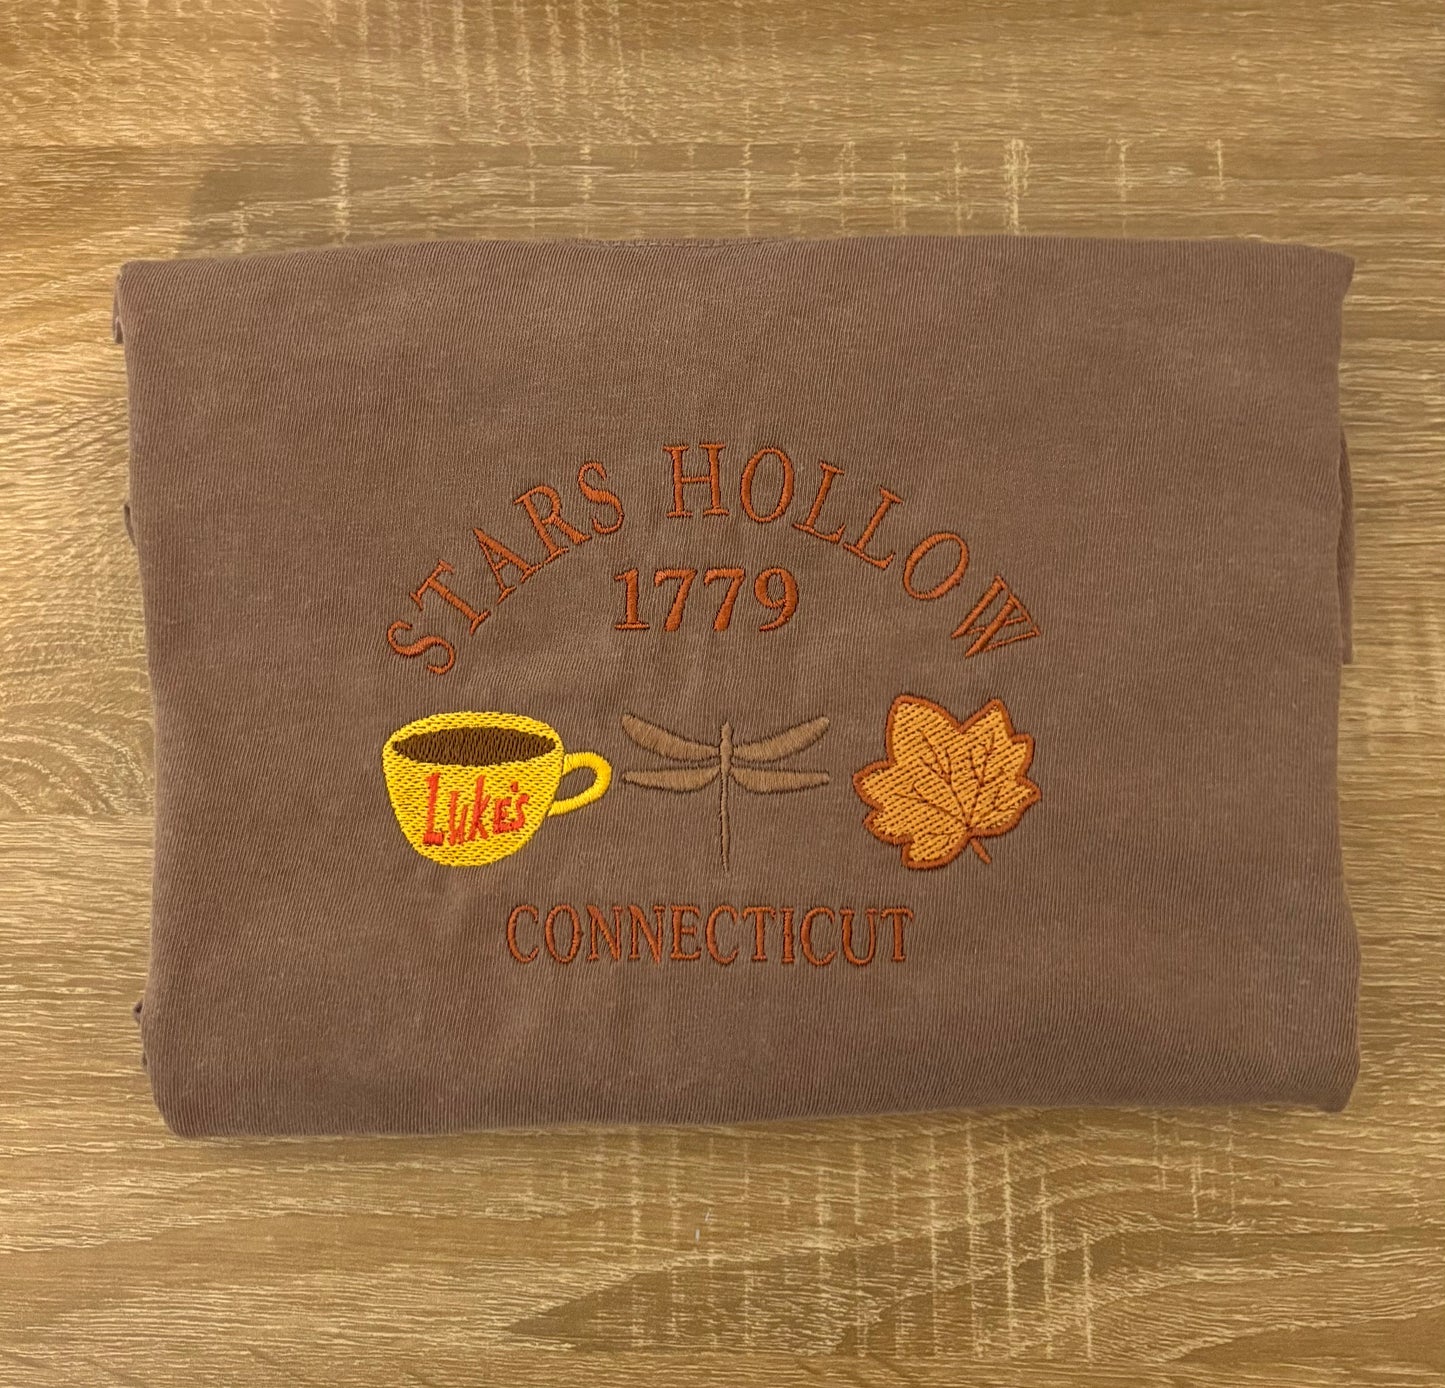 STARS HOLLOW
1779
Luke's
CONNECTICUT